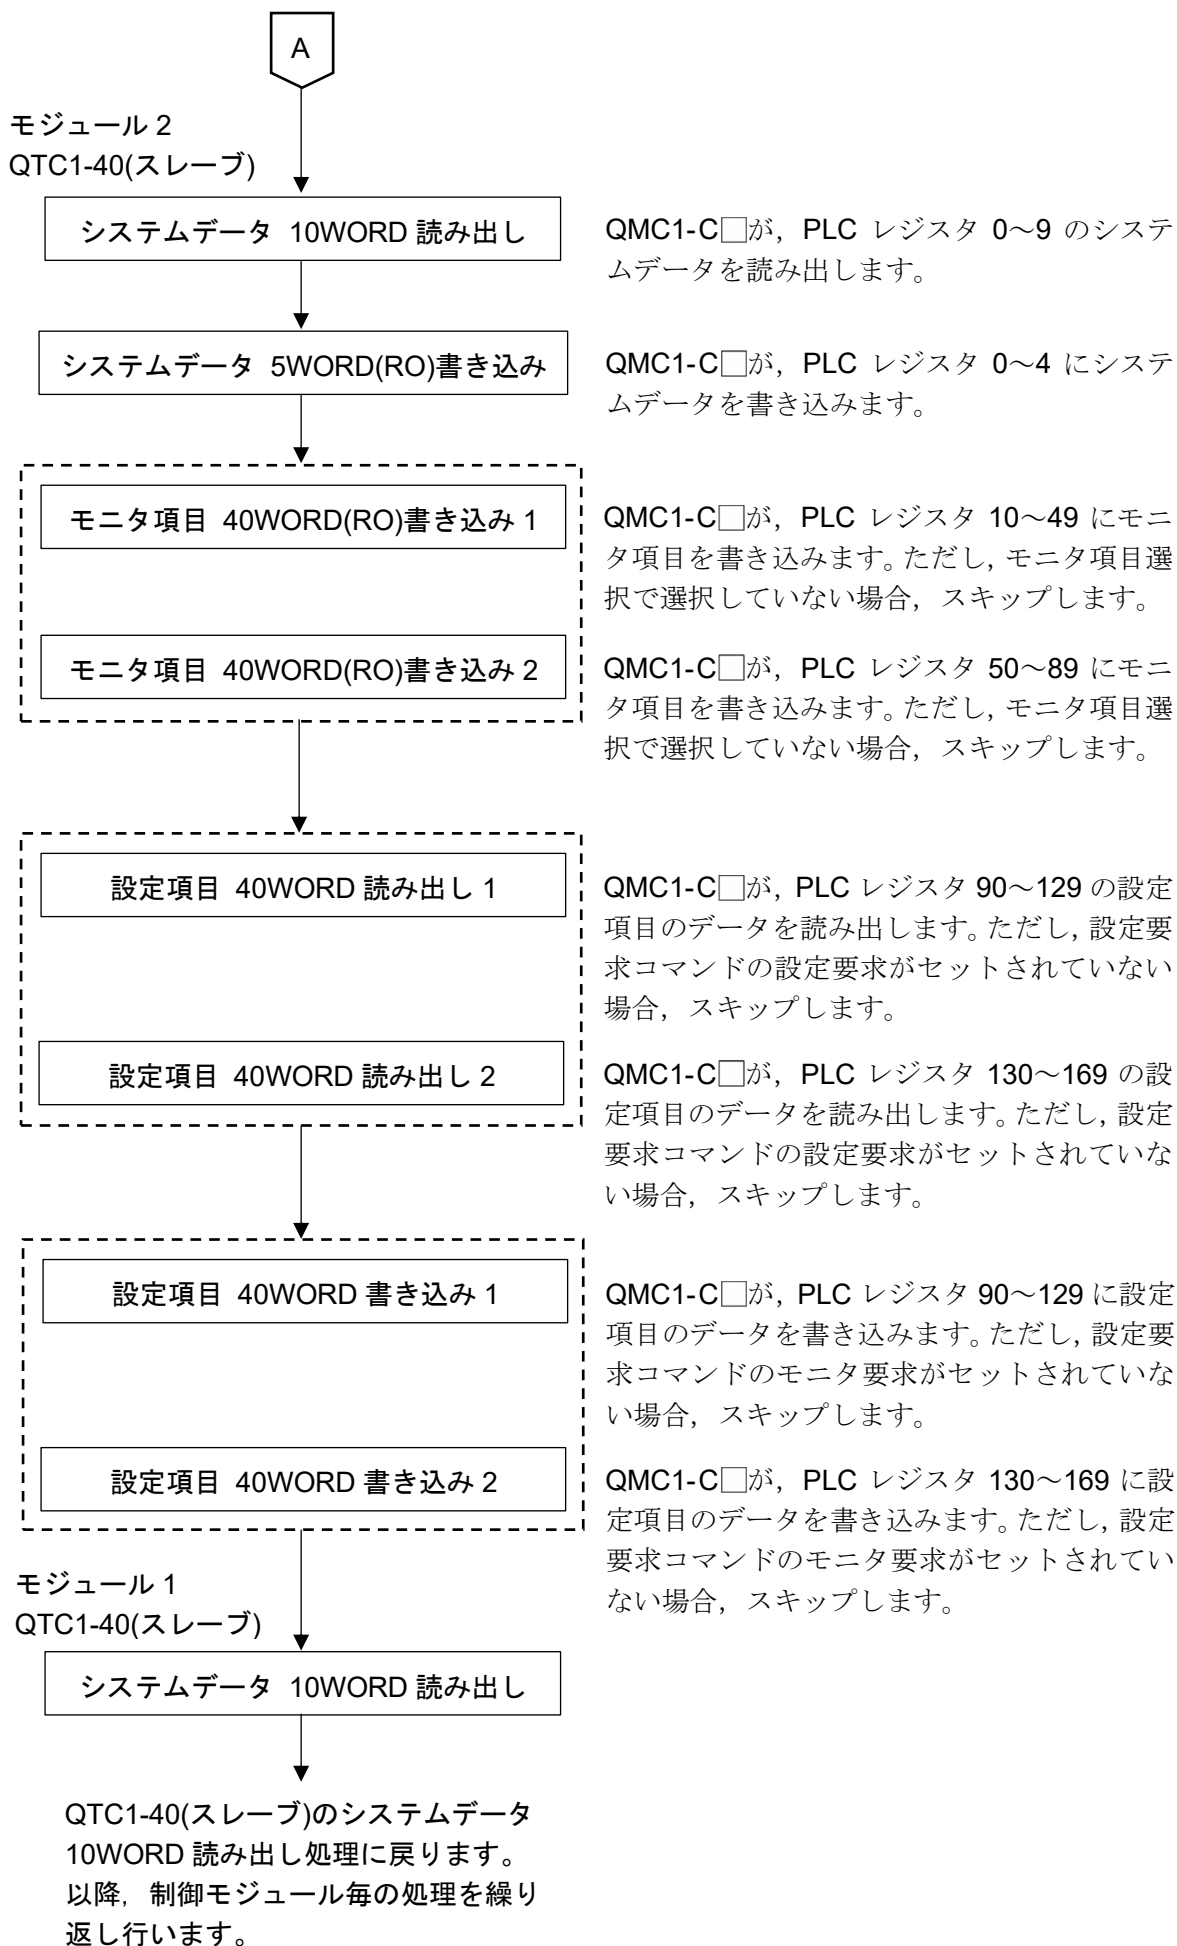 A
モジュール 2
QTC1-40(スレーブ)
システムデータ 10WORD 読み出し
QMC1-C□が，PLC レジスタ 0～9 のシステ
ムデータを読み出します。
システムデータ 5WORD(RO)書き込み
QMC1-C□が，PLC レジスタ 0～4 にシステ
ムデータを書き込みます。
モニタ項目 40WORD(RO)書き込み 1
QMC1-C□が，PLC レジスタ 10～49 にモニ
タ項目を書き込みます。ただし，モニタ項目選
択で選択していない場合，スキップします。
モニタ項目 40WORD(RO)書き込み 2
QMC1-C□が，PLC レジスタ 50～89 にモニ
タ項目を書き込みます。ただし，モニタ項目選
択で選択していない場合，スキップします。
設定項目 40WORD 読み出し 1
QMC1-C□が，PLC レジスタ 90～129 の設定
項目のデータを読み出します。ただし，設定要
求コマンドの設定要求がセットされていない
場合，スキップします。
設定項目 40WORD 読み出し 2
QMC1-C□が，PLC レジスタ 130～169 の設
定項目のデータを読み出します。ただし，設定
要求コマンドの設定要求がセットされていな
い場合，スキップします。
設定項目 40WORD 書き込み 1
QMC1-C□が，PLC レジスタ 90～129 に設定
項目のデータを書き込みます。ただし，設定要
求コマンドのモニタ要求がセットされていな
い場合，スキップします。
設定項目 40WORD 書き込み 2
QMC1-C□が，PLC レジスタ 130～169 に設
定項目のデータを書き込みます。ただし，設定
要求コマンドのモニタ要求がセットされてい
ない場合，スキップします。
モジュール 1
QTC1-40(スレーブ)
システムデータ 10WORD 読み出し
QTC1-40(スレーブ)のシステムデータ
10WORD 読み出し処理に戻ります。
以降，制御モジュール毎の処理を繰り
返し行います。